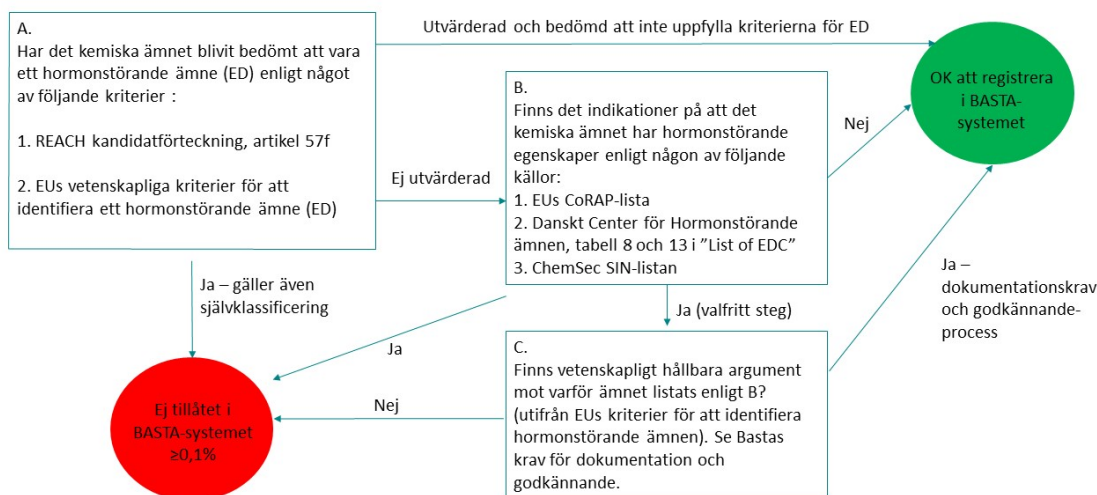 A.
Har det kemiska ämnet blivit bedömt att vara
ett hormonstörande ämne (ED) enligt något
av följande kriterier :
1. REACH kandidatförteckning, artikel 57f
2. EUs vetenskapliga kriterier för att
identifiera ett hormonstörande ämne (ED)
Utvärderad och bedömd att inte uppfylla kriterierna för ED
OK att registrera
i BASTA-
systemet
Ej utvärderad
B.
Finns det indikationer på att det
kemiska ämnet har hormonstörande
egenskaper enligt någon av följande
källor:
1. EUs CoRAP-lista
2. Danskt Center för Hormonstörande
ämnen, tabell 8 och 13 i ”List of EDC”
3. ChemSec SIN-listan
Nej
Ja – gäller även
självklassificering
Ja
Ja (valfritt steg)
Ja –
dokumentationskrav
och godkännande-
process
Ej tillåtet i
BASTA-systemet
≥0,1%
Nej
C.
Finns vetenskapligt hållbara argument
mot varför ämnet listats enligt B?
(utifrån EUs kriterier för att identifiera
hormonstörande ämnen). Se Bastas
krav för dokumentation och
godkännande.